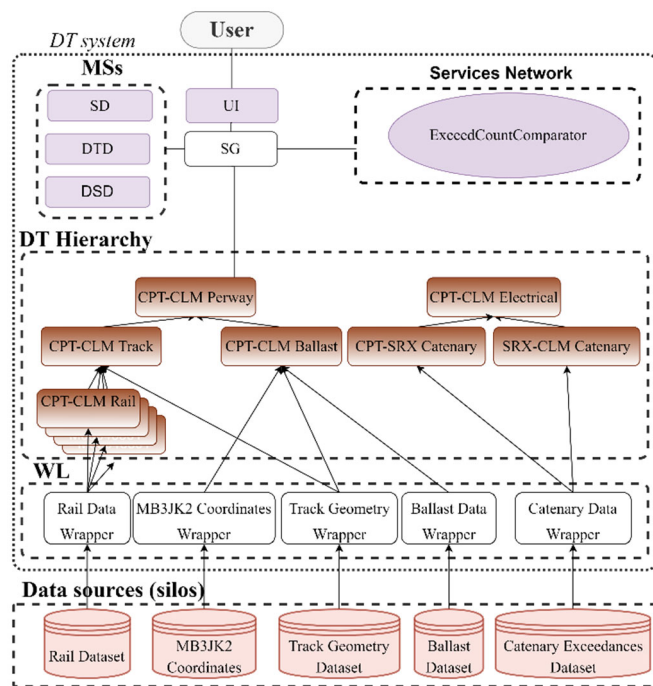 User
DT system
MSs
Services Network
SD
UI
ExceedCountComparator
DTD
SG
DSD
DT Hierarchy
CPT-CLM Perway
CPT-CLM Electrical
CPT-CLM Track
CPT-CLM Ballast
CPT-SRX Catenary
SRX-CLM Catenary
CPT-CLM Rail
WL
Rail Data
Wrapper
MB3JK2 Coordinates
Wrapper
Track Geometry
Wrapper
Ballast Data
Wrapper
Catenary Data
Wrapper
Data sources (silos)
Rail Dataset
MB3JK2
Coordinates
Track Geometry
Dataset
Ballast
Dataset
Catenary Exceedances
Dataset